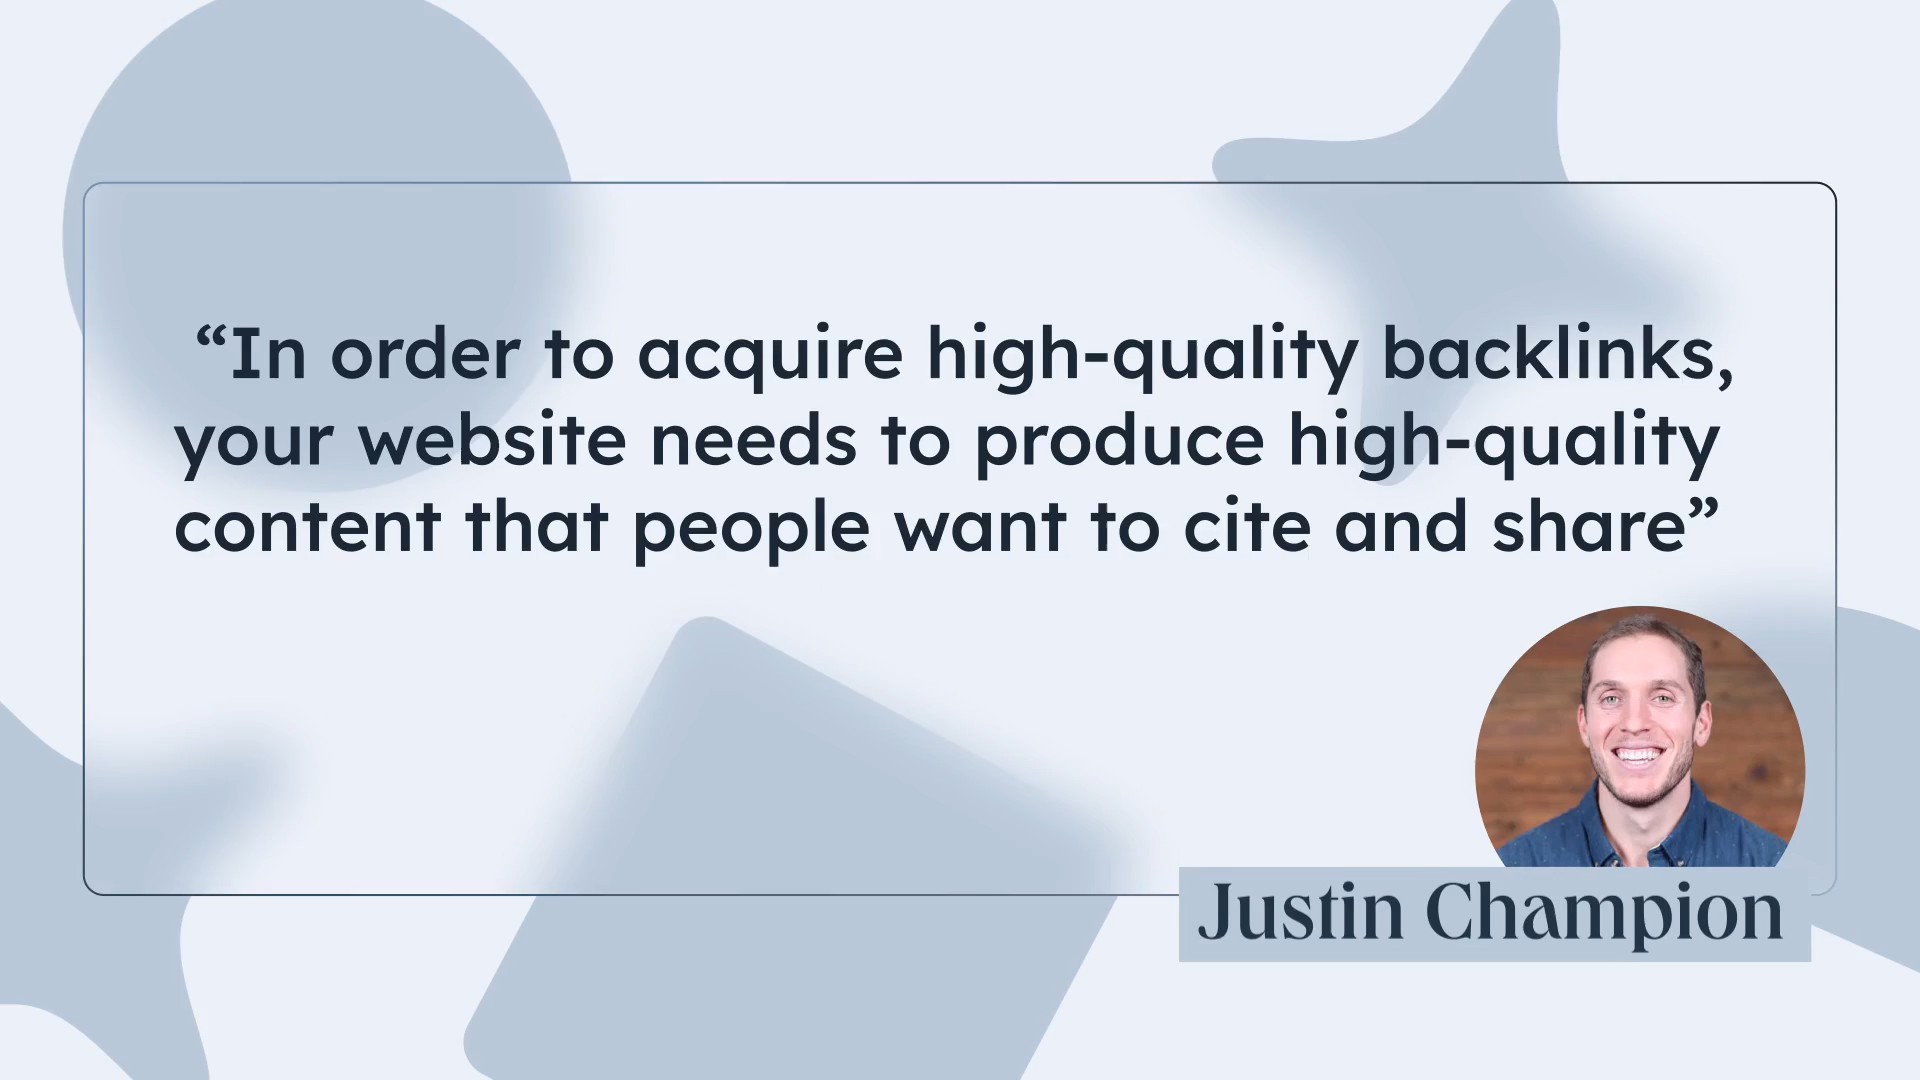 “In order to acquire high-quality backlinks,
your website needs to produce high-quality
content that people want to cite and share”
Justin Champion